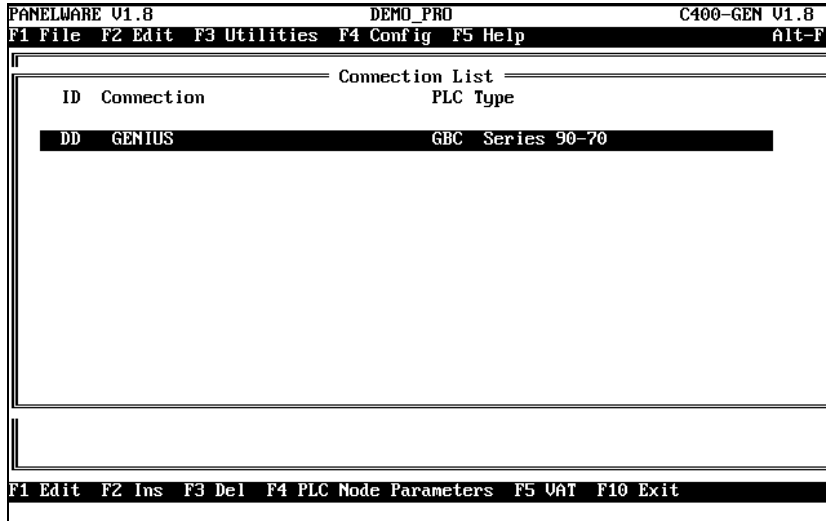 PANELWARE V1.8 DEMO_PRO C400-GEN V1.8
F1 File F2 Edit F3 Utilities F4 Config F5 Help Alt-F
Connection List
ID Connection PLC Type
DD GENIUS GBC Series 90-70
F1 Edit F2 Ins F3 Del F4 PLC Node Parameters F5 VAT F10 Exit